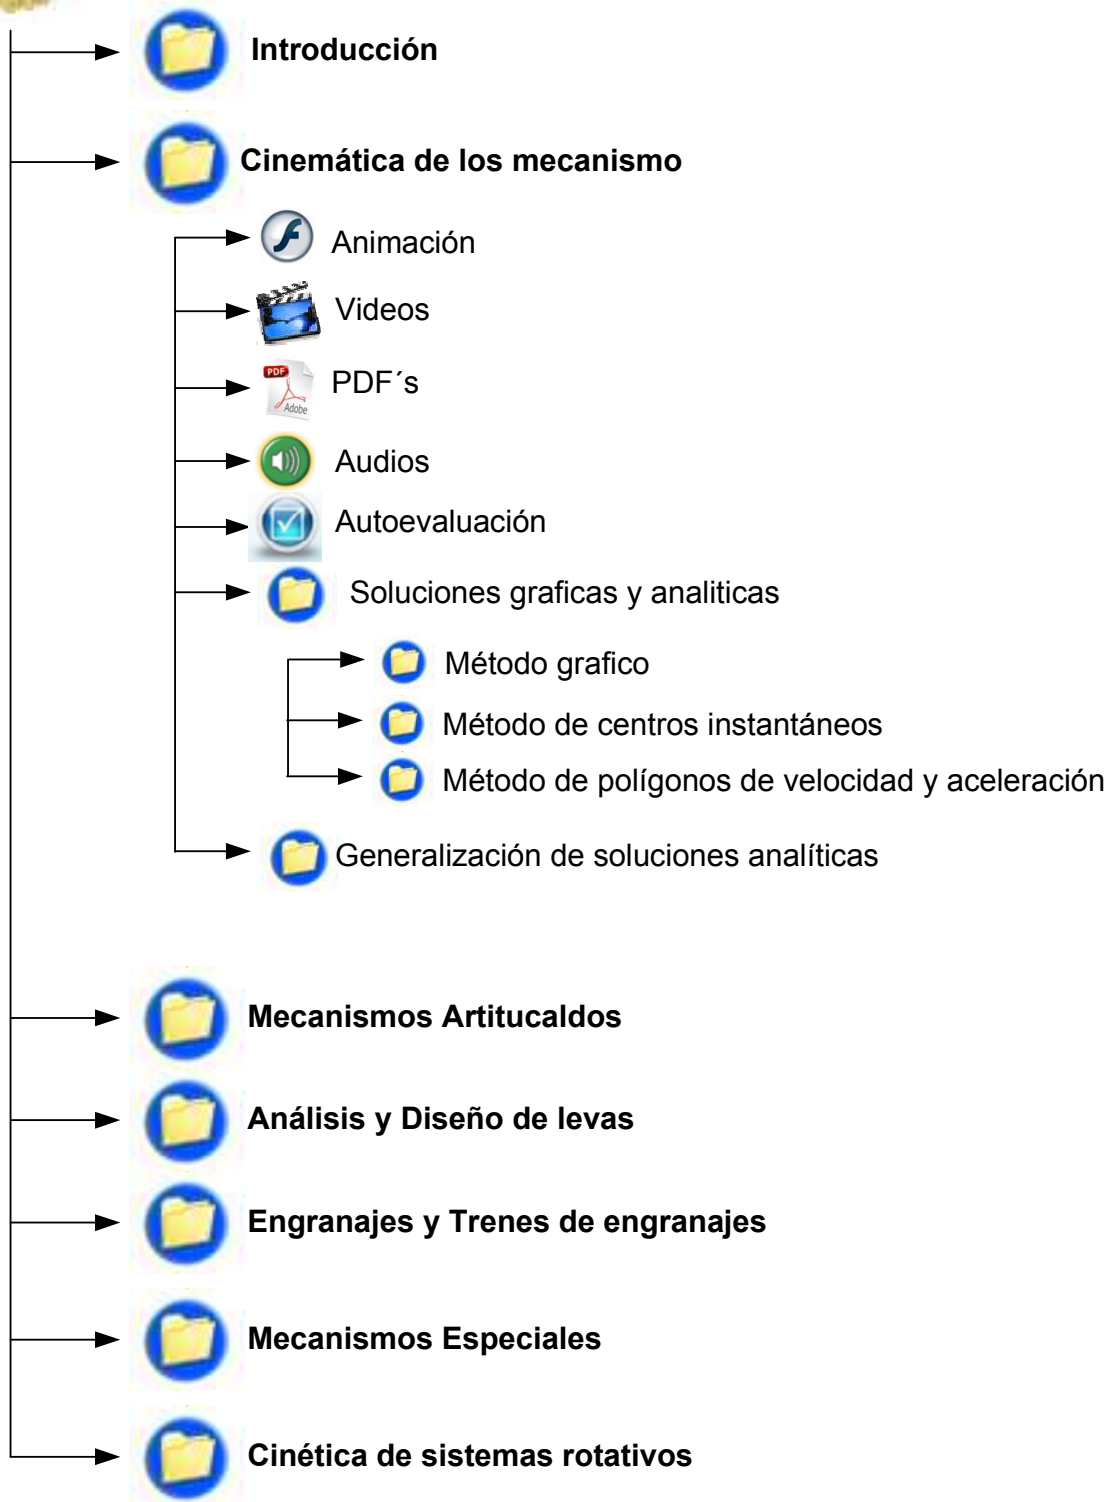 Introducción
Cinemática de los mecanismo
Animación
Videos
PDF
Adobe
PDF´s
Audios
Autoevaluación
Soluciones graficas y analiticas
Método grafico
Método de centros instantáneos
Método de polígonos de velocidad y aceleración
Generalización de soluciones analíticas
Mecanismos Artitucaldos
Análisis y Diseño de levas
Engranajes y Trenes de engranajes
Mecanismos Especiales
Cinética de sistemas rotativos